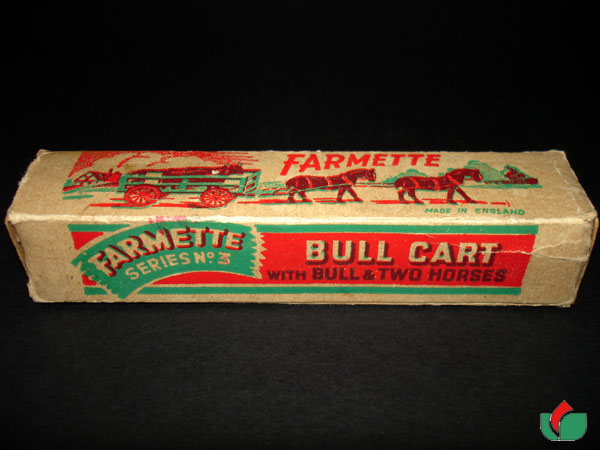 FARMETTE
MADE IN ENGLAND
FARMETTE
SERIES No 3
BULL CART
WITH BULL & TWO HORSES